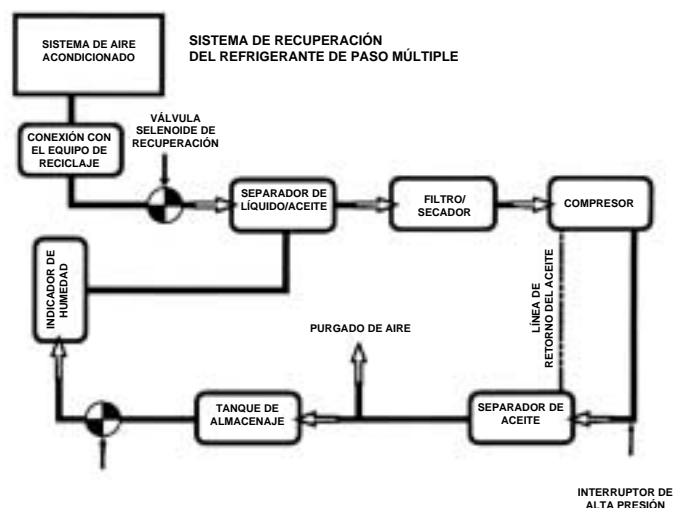 SISTEMA DE AIRE
ACONDICIONADO
SISTEMA DE RECUPERACIÓN
DEL REFRIGERANTE DE PASO MÚLTIPLE
CONEXIÓN CON
EL EQUIPO DE
RECICLAJE
VÁLVULA
SELENOIDE DE
RECUPERACIÓN
SEPARADOR DE
LÍQUIDO/ACEITE
FILTRO/
SECADOR
COMPRESOR
INDICADOR DE
HUMEDAD
LÍNEA DE
RETORNO DEL ACEITE
PURGADO DE AIRE
TANQUE DE
ALMACENAJE
SEPARADOR DE
ACEITE
INTERRUPTOR DE
ALTA PRESIÓN